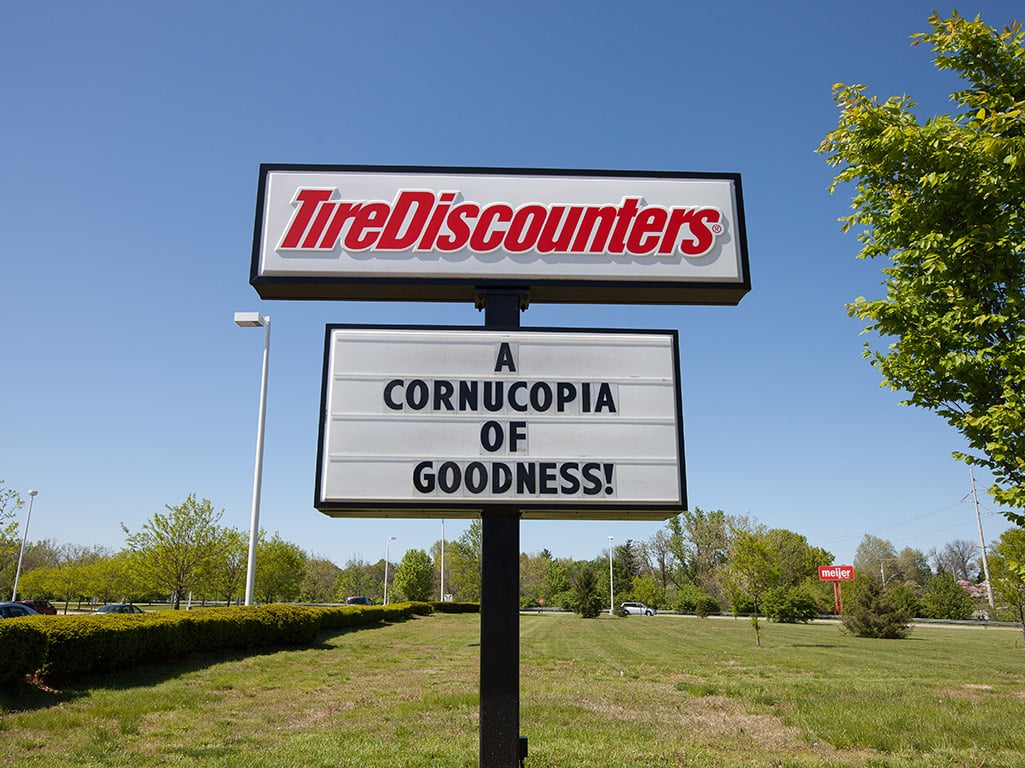 TireDiscounters®
A
CORNUCOPIA
OF
GOODNESS!
meijer